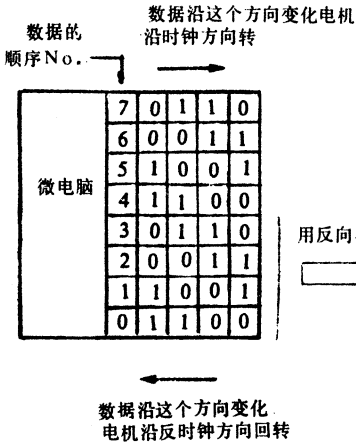 数据沿这个方向变化电机
沿时钟方向转
数据的
顺序No.
7 0 1 1 0
6 0 0 1 1
5 1 0 0 1
微电脑
4 1 1 0 0
3 0 1 1 0
用反向
2 0 0 1 1
1 1 0 0 1
0 1 1 0 0
数据沿这个方向变化
电机沿反时钟方向回转